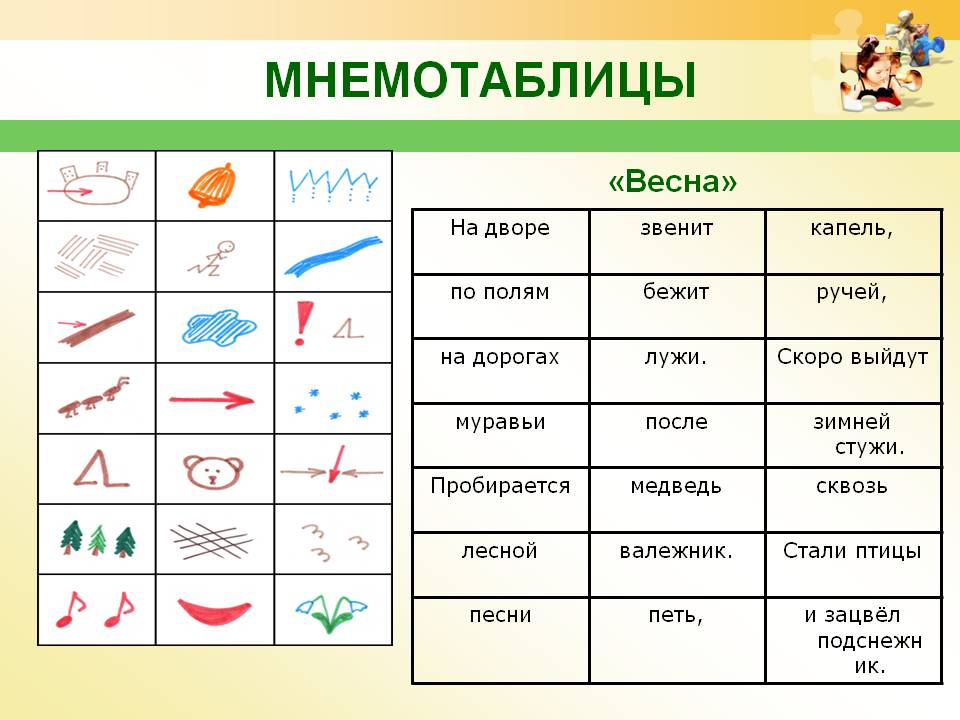 МНЕМОТАБЛИЦЫ
«Весна»
На дворе звенит капель,
по полям бежит ручей,
на дорогах лужи. Скоро выйдут
муравьи после зимней
стужи.
Пробирается медведь сквозь
лесной валежник. Стали птицы
песни петь, и зацвёл
подснежн
ик.